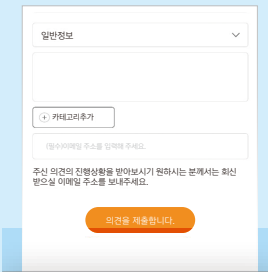 일반정보
카테고리추가
(필수)이메일 주소를 입력해 주세요.
주신 의견의 진행상황을 받아보시기 원하시는 분께서는 회신
받으실 이메일 주소를 보내주세요.
의견을 제출합니다.